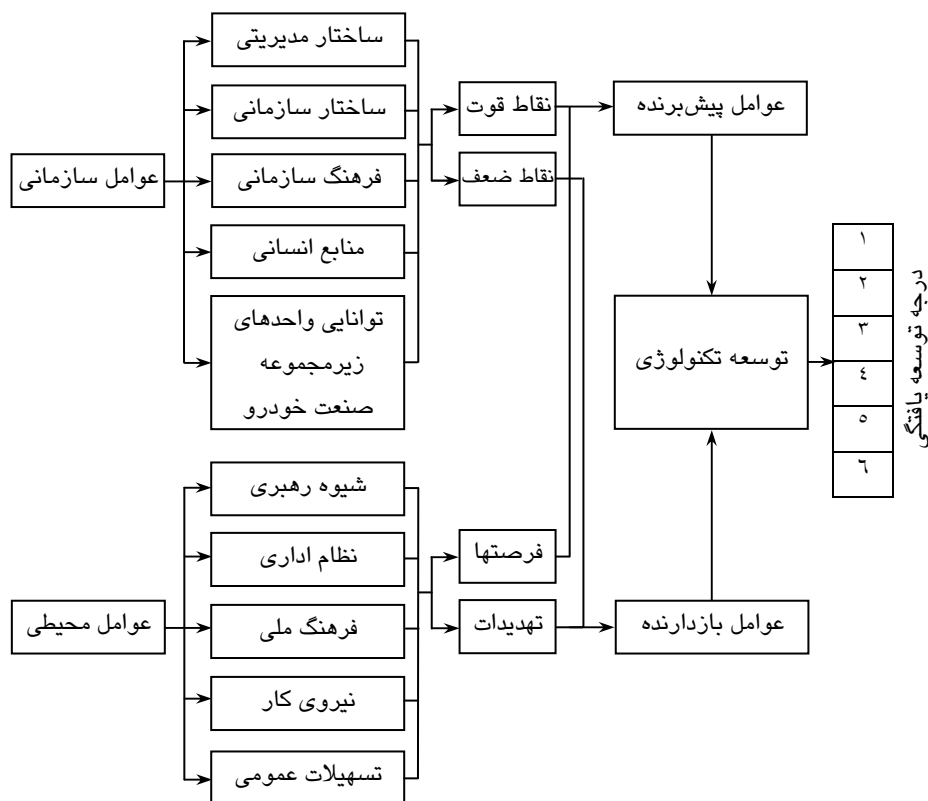 عوامل سازمانی
ساختار مدیریتی
ساختار سازمانی
فرهنگ سازمانی
منابع انسانی
توانایی واحدهای
زیرمجموعه
صنعت خودرو
نقاط قوت
نقاط ضعف
عوامل پیش‌برنده
عوامل محیطی
شیوه رهبری
نظام اداری
فرهنگ ملی
نیروی کار
تسهیلات عمومی
فرصتها
تهدیدات
عوامل بازدارنده
توسعه تکنولوژی
۱
۲
۳
٤
٥
٦
درجه توسعه یافتگی